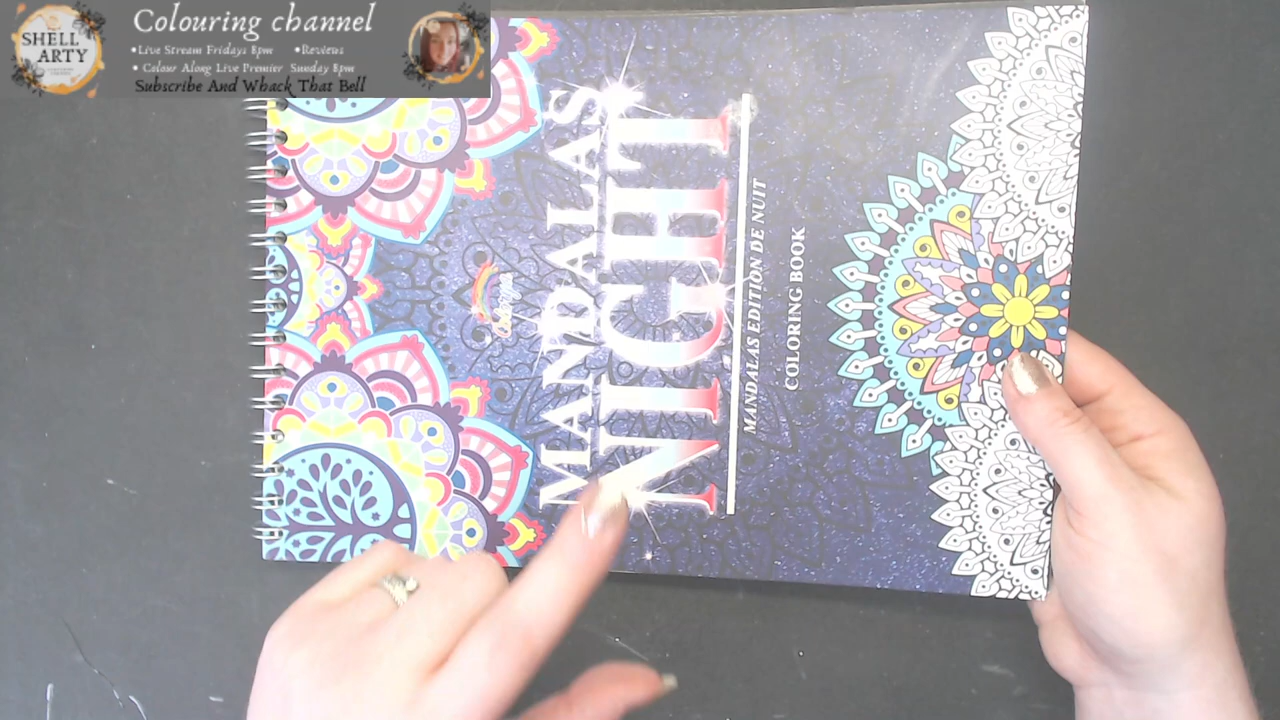 Colouring channel
•Live Stream Fridays 8pm •Reviews
• Colour Along Live Premier Sunday 8pm
Subscribe And Whack That Bell
SHELL
ARTY
Colorya
MANDALAS
NIGHT
MANDALAS EDITION DE NUIT
COLORING BOOK